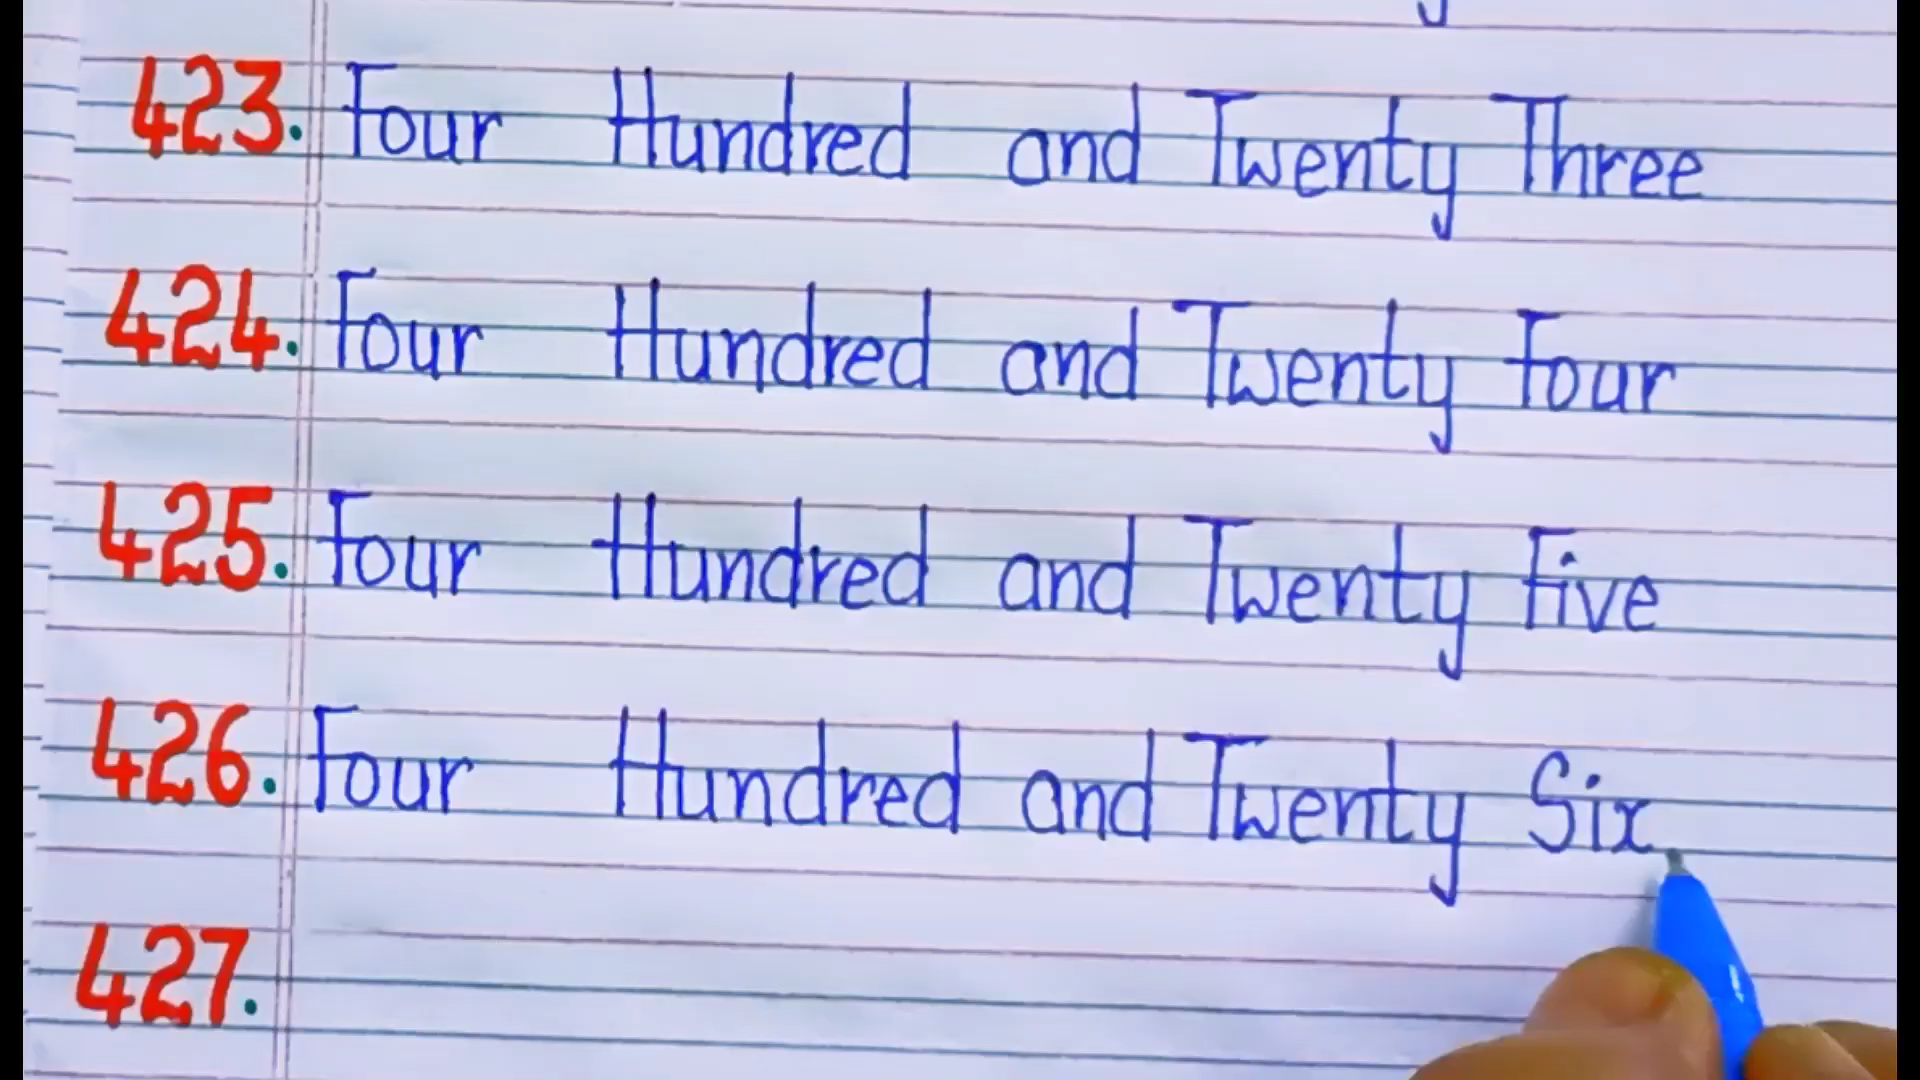 423. Four Hundred and Twenty Three
424. Four Hundred and Twenty Four
425. Four Hundred and Twenty Five
426. Four Hundred and Twenty Six
427.